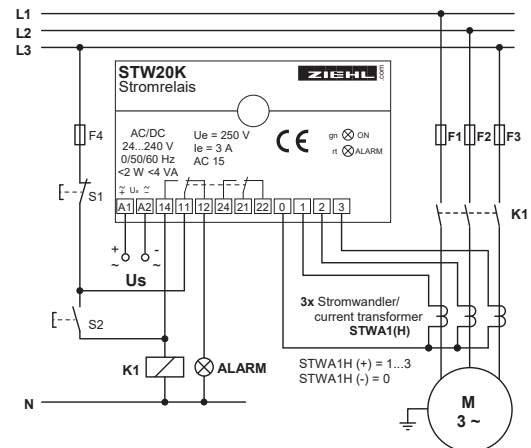 L1
L2
L3
STW20K
Stromrelais
ZIEHL .com
F4
AC/DC
24...240 V
0/50/60 Hz
<2 W <4 VA
Ue = 250 V
Ie = 3 A
AC 15
CE
gn ON
rt ALARM
F1 F2 F3
S1
~ Us ~
+ -
A1 A2 14 11 12 24 21 22 0 1 2 3
K1
+ -
~ ~
Us
S2
3x Stromwandler/
current transformer
STWA1(H)
STWA1H (+) = 1...3
STWA1H (-) = 0
K1
ALARM
N
M
3 ~